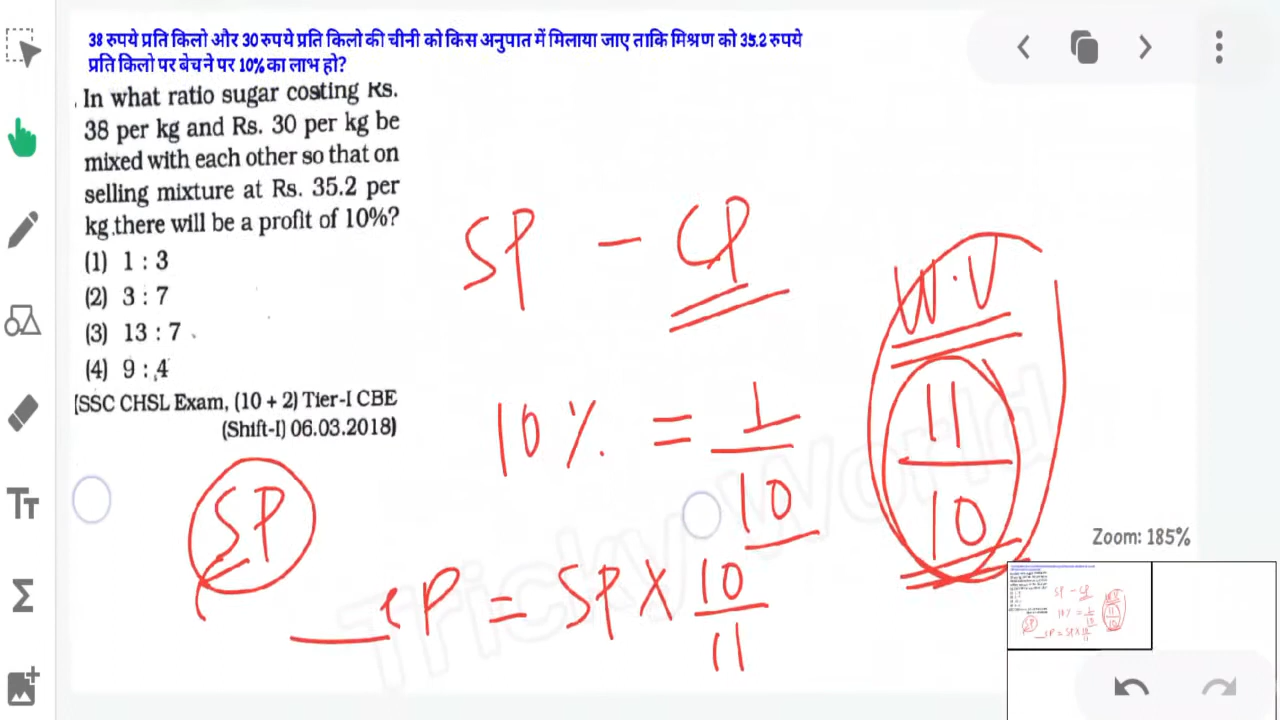 38 रुपये प्रति किलो और 30 रुपये प्रति किलो की चीनी को किस अनुपात में मिलाया जाए ताकि मिश्रण को 35.2 रुपये
प्रति किलो पर बेचने पर 10% का लाभ हो?
In what ratio sugar costing Rs.
38 per kg and Rs. 30 per kg be
mixed with each other so that on
selling mixture at Rs. 35.2 per
kg there will be a profit of 10%?
(1) 1 : 3
(2) 3 : 7
(3) 13 : 7
(4) 9 : 4
[SSC CHSL Exam, (10 + 2) Tier-I CBE
(Shift-I) 06.03.2018)
SP - CP
10% = 1/10
SP
CP = SP × 10/11
W.V
11/10
Tricky World
Tт
Σ
Zoom: 185%